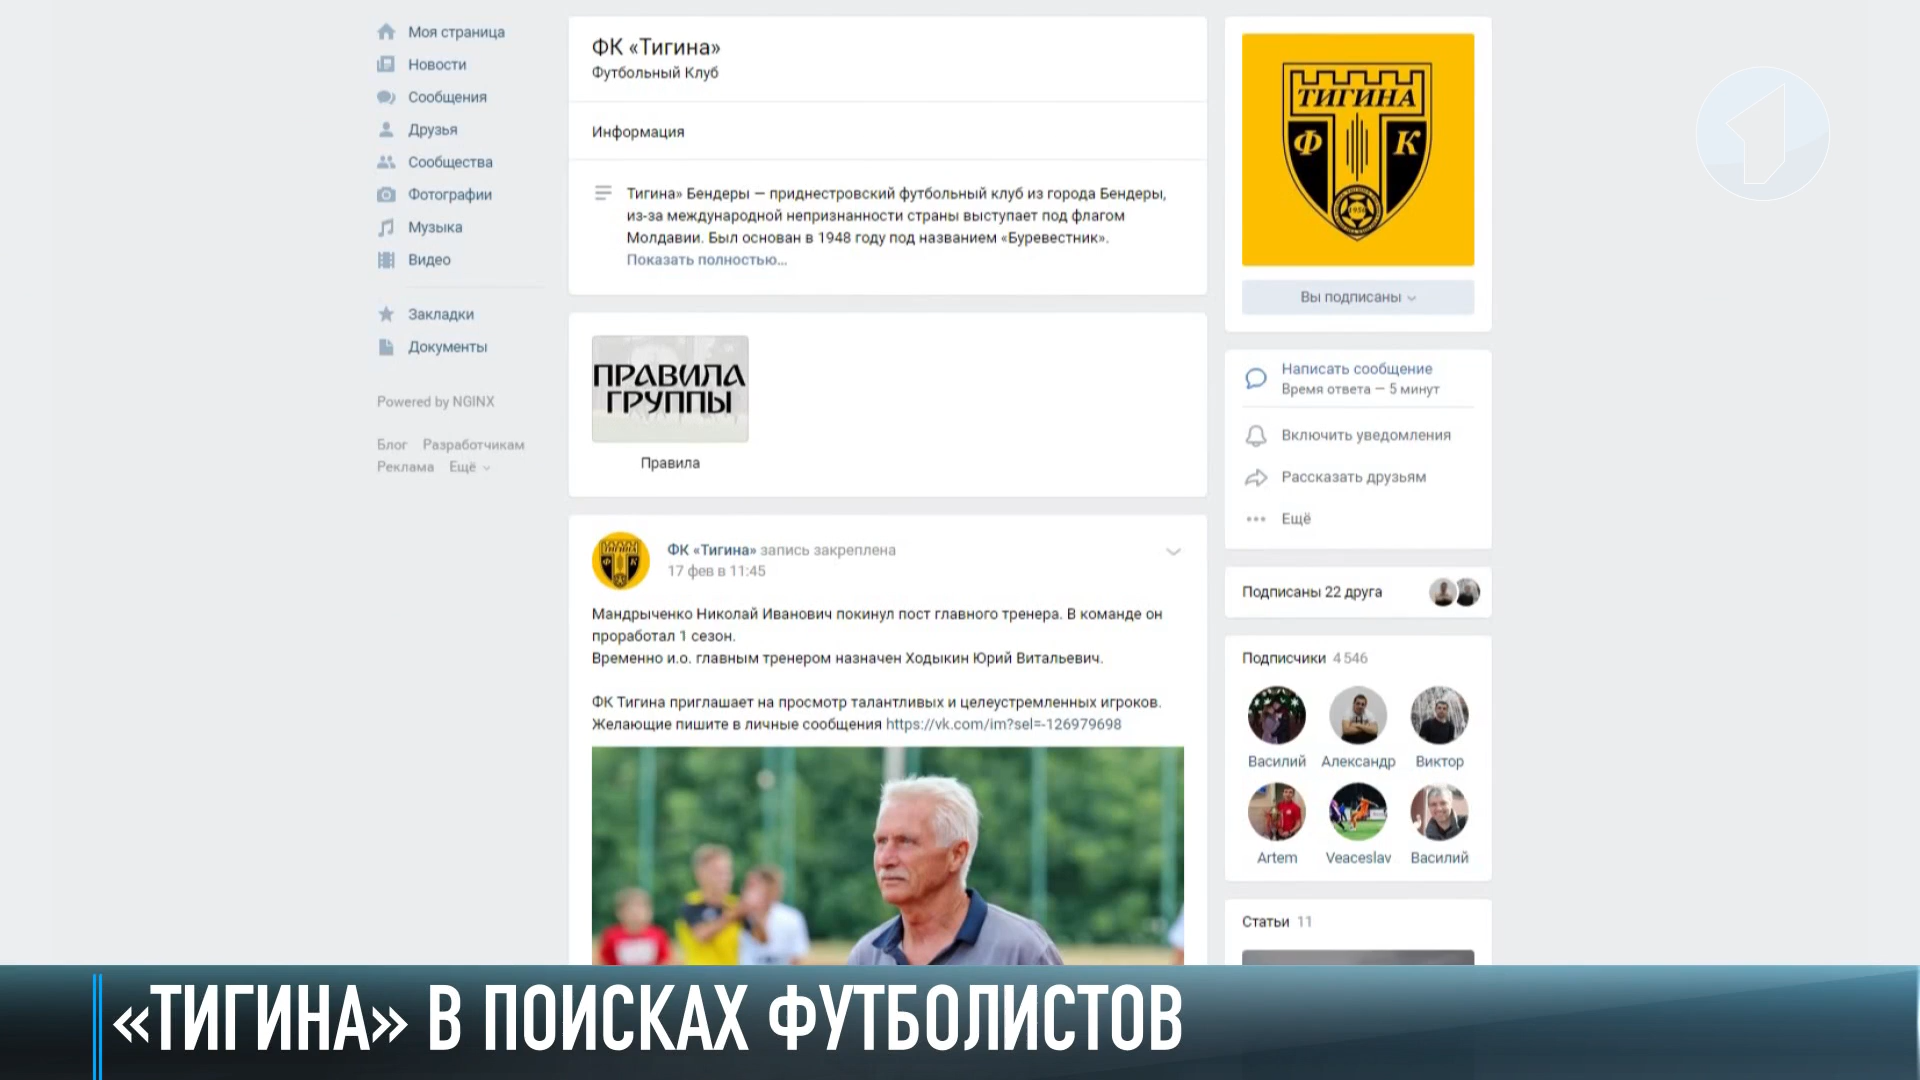 Моя страница
Новости
Сообщения
Друзья
Сообщества
Фотографии
Музыка
Видео
Закладки
Документы
Powered by NGINX
Блог Разработчикам
Реклама Ещё
ФК «Тигина»
Футбольный Клуб
Информация
Тигина» Бендеры — приднестровский футбольный клуб из города Бендеры,
из-за международной непризнанности страны выступает под флагом
Молдавии. Был основан в 1948 году под названием «Буревестник».
Показать полностью...
ПРАВИЛА
ГРУППЫ
Правила
ТИГИНА
Ф К
ФК «Тигина» запись закреплена
17 фев в 11:45
Мандрыченко Николай Иванович покинул пост главного тренера. В команде он
проработал 1 сезон.
Временно и.о. главным тренером назначен Ходыкин Юрий Витальевич.
ФК Тигина приглашает на просмотр талантливых и целеустремленных игроков.
Желающие пишите в личные сообщения https://vk.com/im?sel=-126979698
ТИГИНА
Ф К
Вы подписаны
Написать сообщение
Время ответа — 5 минут
Включить уведомления
Рассказать друзьям
Ещё
Подписаны 22 друга
Подписчики 4 546
Василий Александр Виктор
Artem Veaceslav Василий
Статьи 11
1
«ТИГИНА» В ПОИСКАХ ФУТБОЛИСТОВ